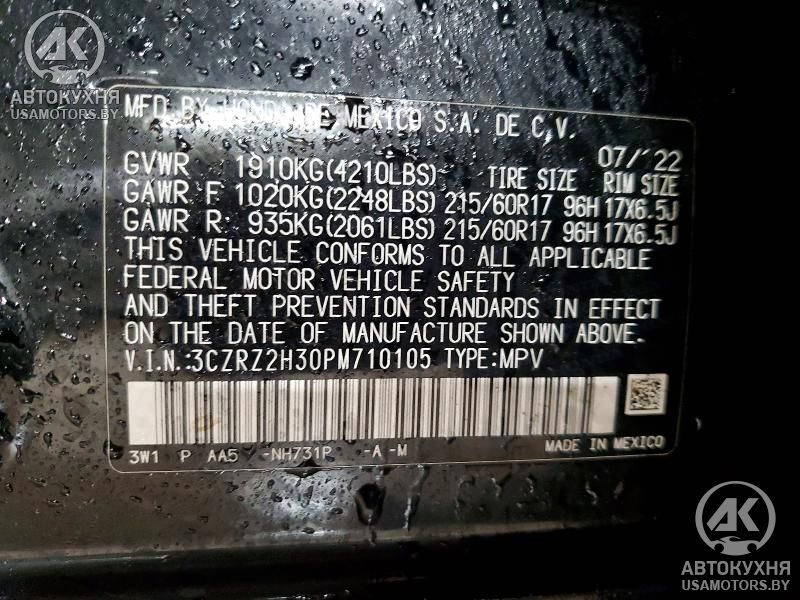 АК
АВТОКУХНЯ
USAMOTORS.BY
MFD. BY HONDA DE MEXICO S.A. DE C.V.
07/'22
GVWR 1910KG(4210LBS) TIRE SIZE RIM SIZE
GAWR F 1020KG(2248LBS) 215/60R17 96H 17X6.5J
GAWR R: 935KG(2061LBS) 215/60R17 96H 17X6.5J
THIS VEHICLE CONFORMS TO ALL APPLICABLE
FEDERAL MOTOR VEHICLE SAFETY
AND THEFT PREVENTION STANDARDS IN EFFECT
ON THE DATE OF MANUFACTURE SHOWN ABOVE.
V.I.N.:3CZRZ2H30PM710105 TYPE:MPV
3W1 P AA5 -NH731P -A-M MADE IN MEXICO
АК
АВТОКУХНЯ
USAMOTORS.BY